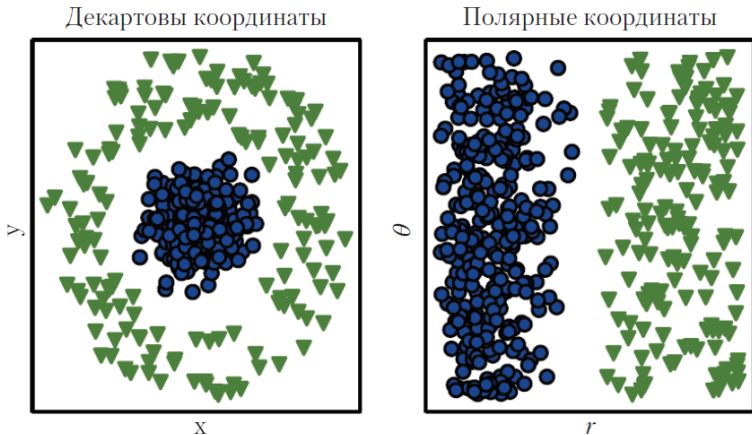 Декартовы координаты
Полярные координаты
y
θ
x
r